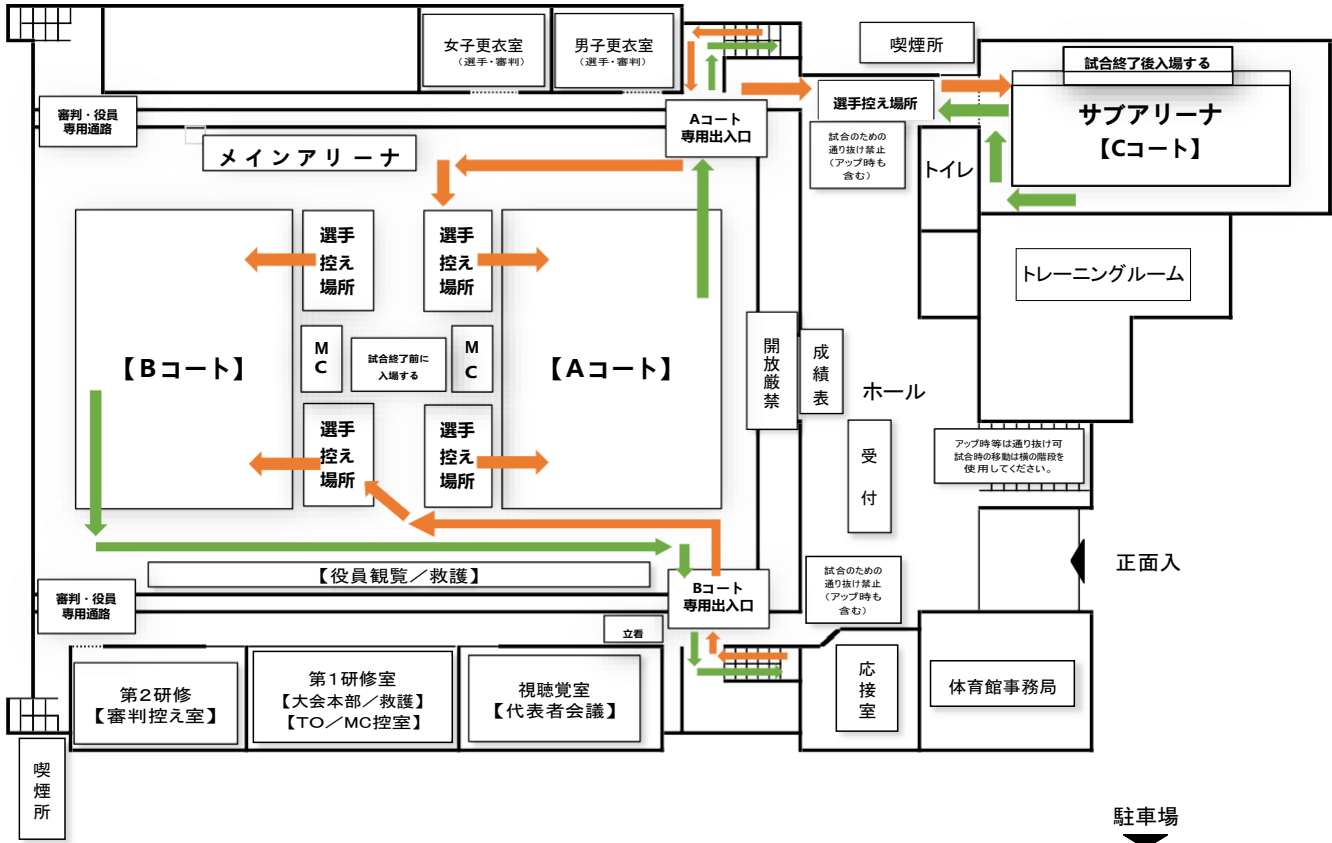 女子更衣室
（選手・審判）
男子更衣室
（選手・審判）
喫煙所
試合終了後入場する
サブアリーナ
【Cコート】
審判・役員
専用通路
メインアリーナ
Aコート
専用出入口
選手控え場所
試合のための
通り抜け禁止
（アップ時も
含む）
トイレ
トレーニングルーム
選手
控え
場所
選手
控え
場所
【Bコート】
MC
試合終了前に
入場する
MC
【Aコート】
開放厳禁
成績表
ホール
選手
控え
場所
選手
控え
場所
受付
アップ時等は通り抜け可
試合時の移動は横の階段を
使用してください。
正面入
【役員観覧／救護】
審判・役員
専用通路
Bコート
専用出入口
試合のための
通り抜け禁止
（アップ時も
含む）
立看
第２研修
【審判控え室】
第１研修室
【大会本部／救護】
【TO／MC控室】
視聴覚室
【代表者会議】
応接室
体育館事務局
喫煙所
駐車場